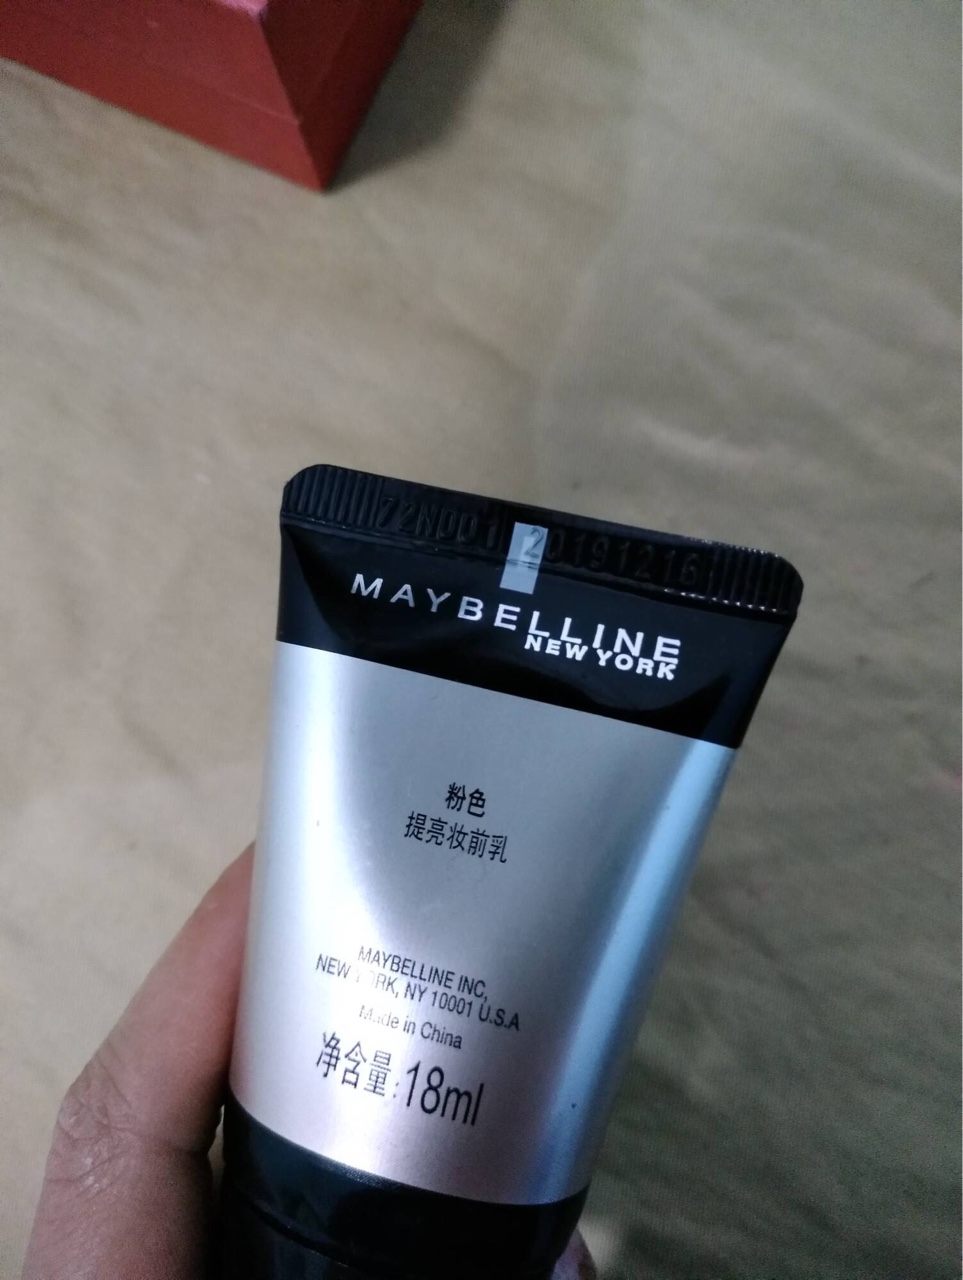 72N001 20191216
MAYBELLINE
NEW YORK
粉色
提亮妆前乳
MAYBELLINE INC,
NEW YORK, NY 10001 U.S.A
Made in China
净含量:18ml